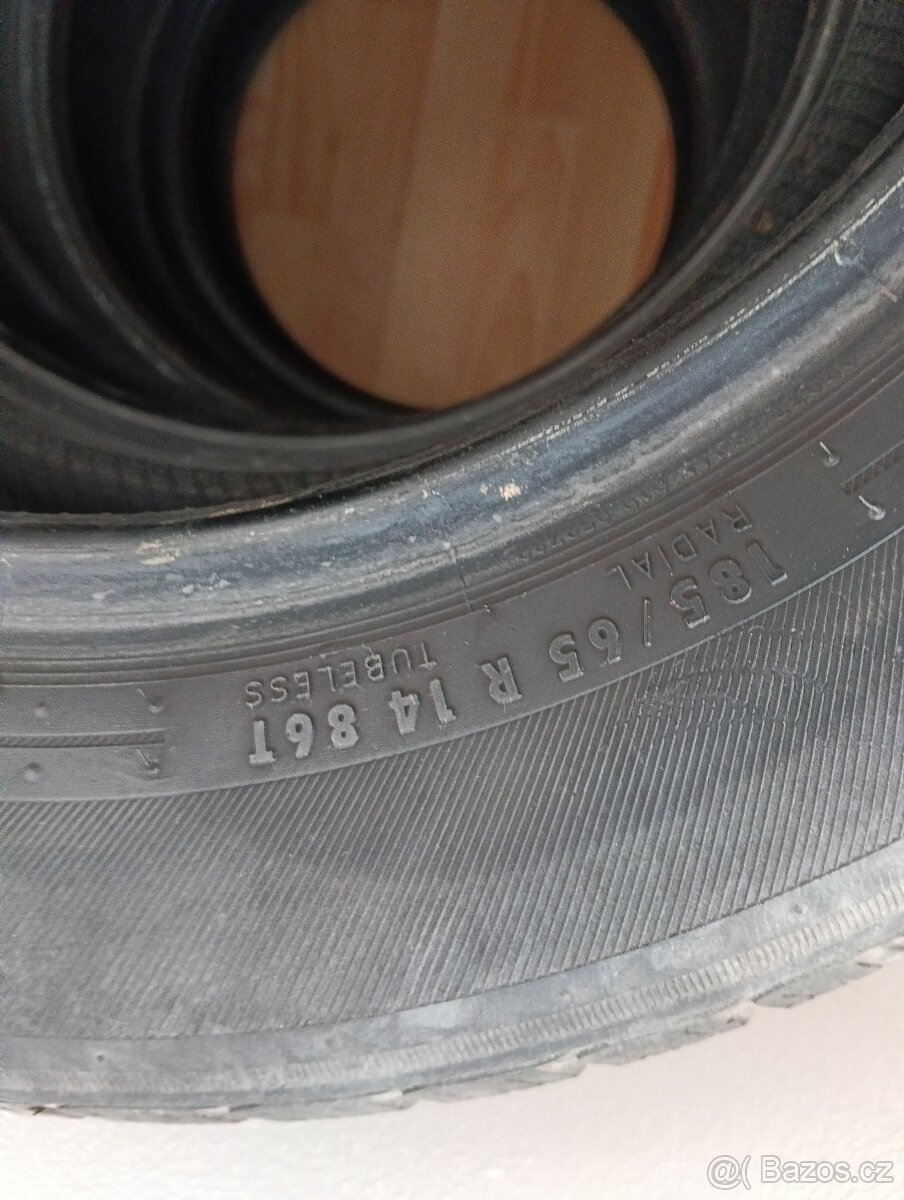 185/65 R 14 86T
RADIAL
TUBELESS
@( Bazos.cz